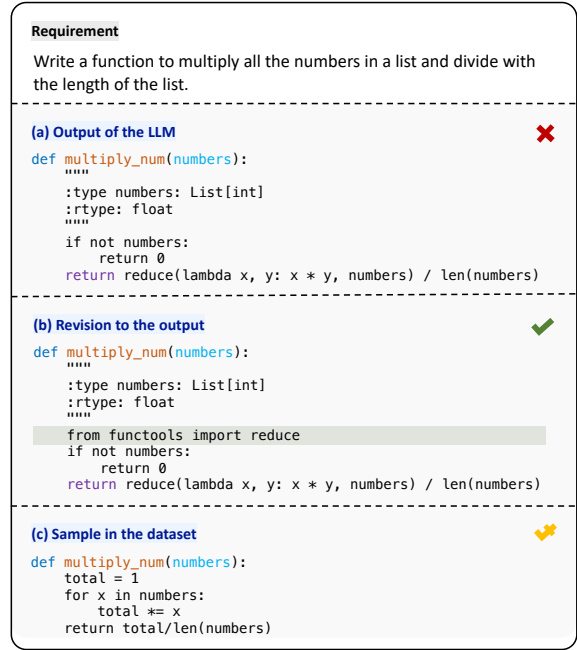 Requirement
Write a function to multiply all the numbers in a list and divide with
the length of the list.
(a) Output of the LLM
def multiply_num(numbers):
    """
    :type numbers: List[int]
    :rtype: float
    """
    if not numbers:
        return 0
    return reduce(lambda x, y: x * y, numbers) / len(numbers)
(b) Revision to the output
def multiply_num(numbers):
    """
    :type numbers: List[int]
    :rtype: float
    """
    from functools import reduce
    if not numbers:
        return 0
    return reduce(lambda x, y: x * y, numbers) / len(numbers)
(c) Sample in the dataset
def multiply_num(numbers):
    total = 1
    for x in numbers:
        total *= x
    return total/len(numbers)